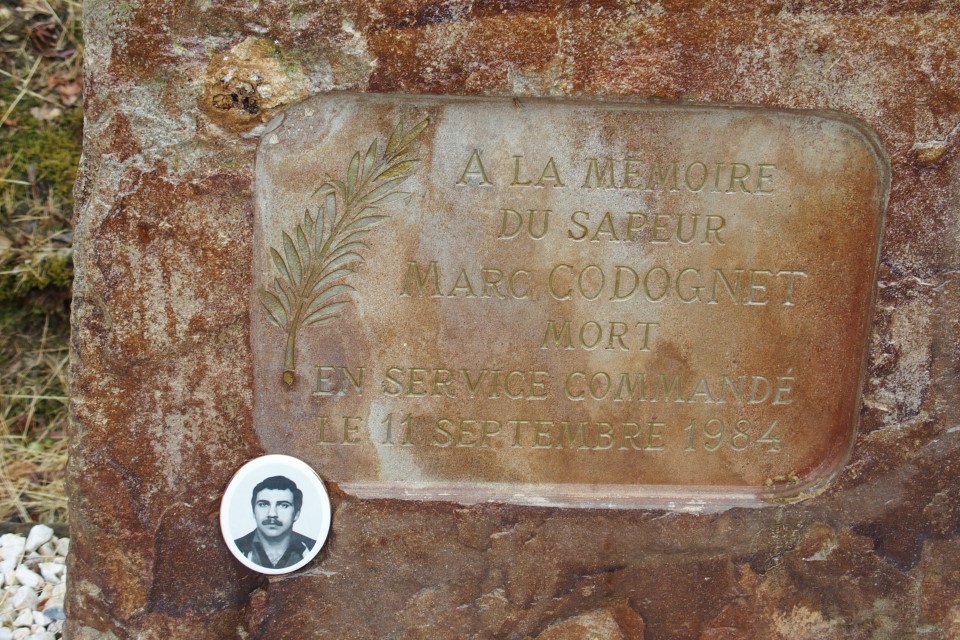 A LA MEMOIRE
DU SAPEUR
MARC CODOGNET
MORT
EN SERVICE COMMANDÉ
LE 11 SEPTEMBRE 1984